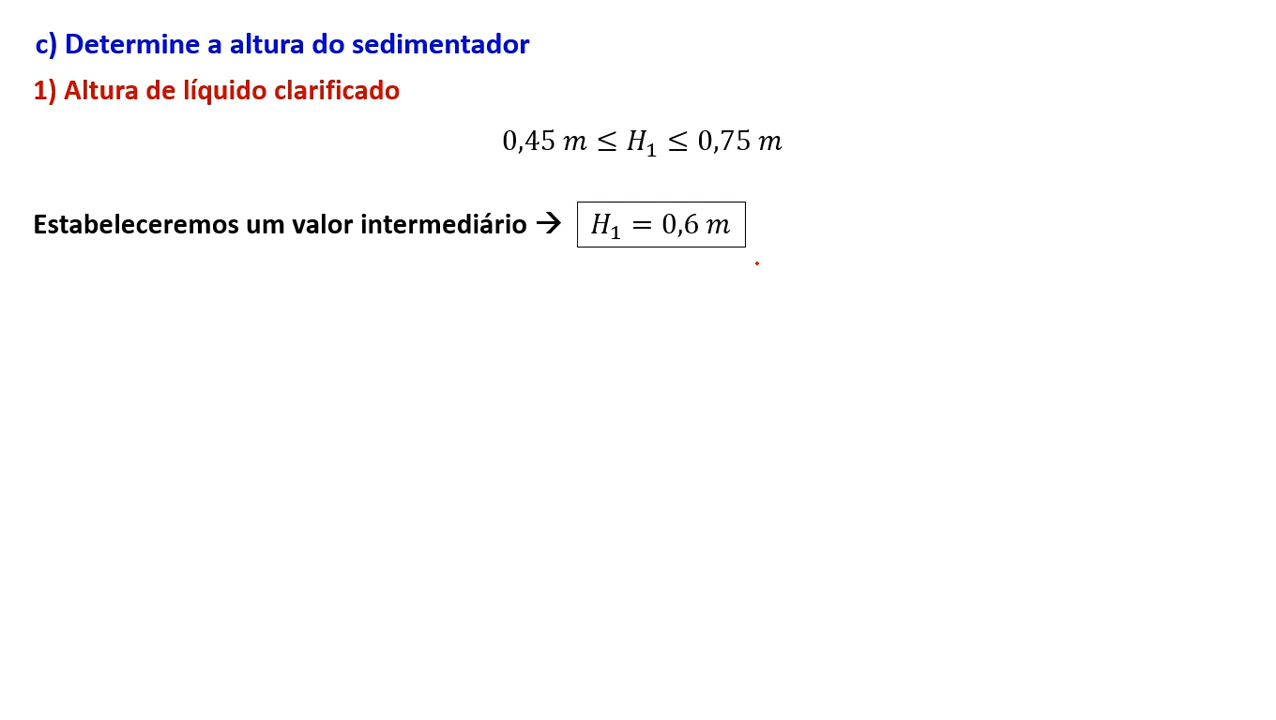 c) Determine a altura do sedimentador
1) Altura de líquido clarificado
0,45 m ≤ H₁ ≤ 0,75 m
Estabeleceremos um valor intermediário → H₁ = 0,6 m